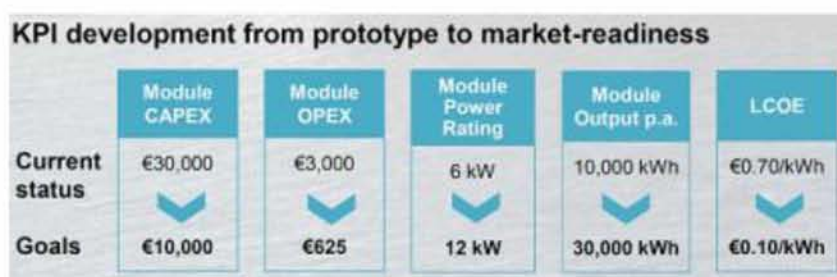 KPI development from prototype to market-readiness
Module CAPEX
Module OPEX
Module Power Rating
Module Output p.a.
LCOE
Current status
€30,000
€3,000
6 kW
10,000 kWh
€0.70/kWh
Goals
€10,000
€625
12 kW
30,000 kWh
€0.10/kWh